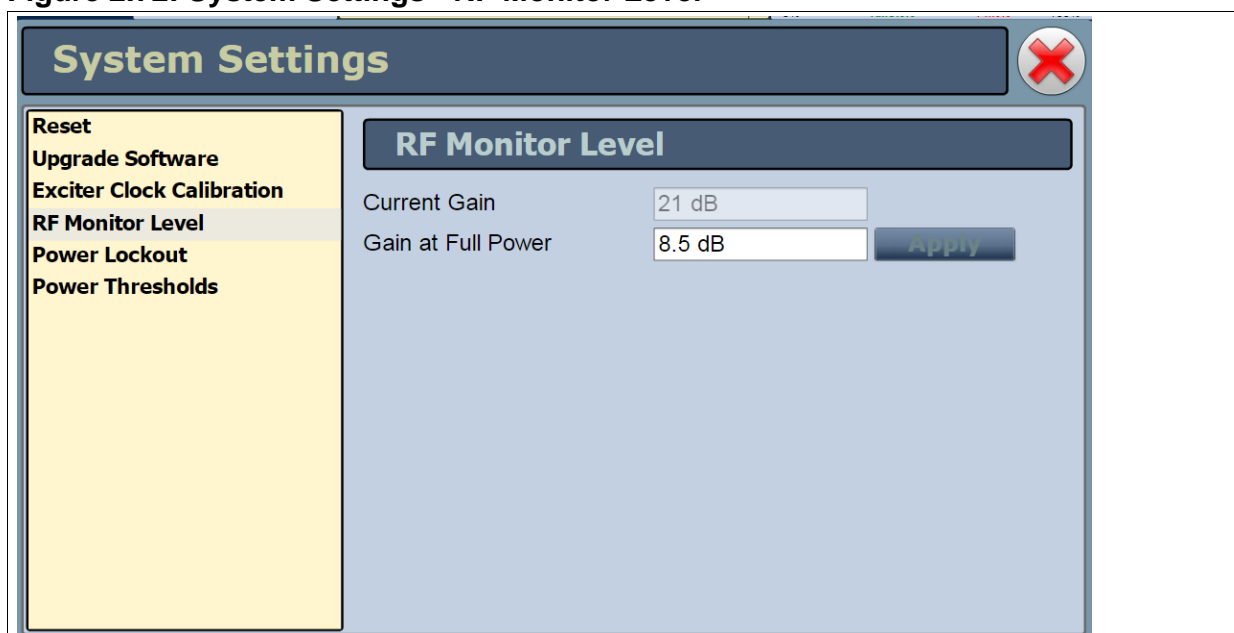 System Settings
Reset
Upgrade Software
Exciter Clock Calibration
RF Monitor Level
Power Lockout
Power Thresholds
RF Monitor Level
Current Gain 21 dB
Gain at Full Power 8.5 dB Apply